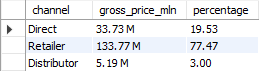 channel gross_price_mln percentage
Direct 33.73 M 19.53
Retailer 133.77 M 77.47
Distributor 5.19 M 3.00